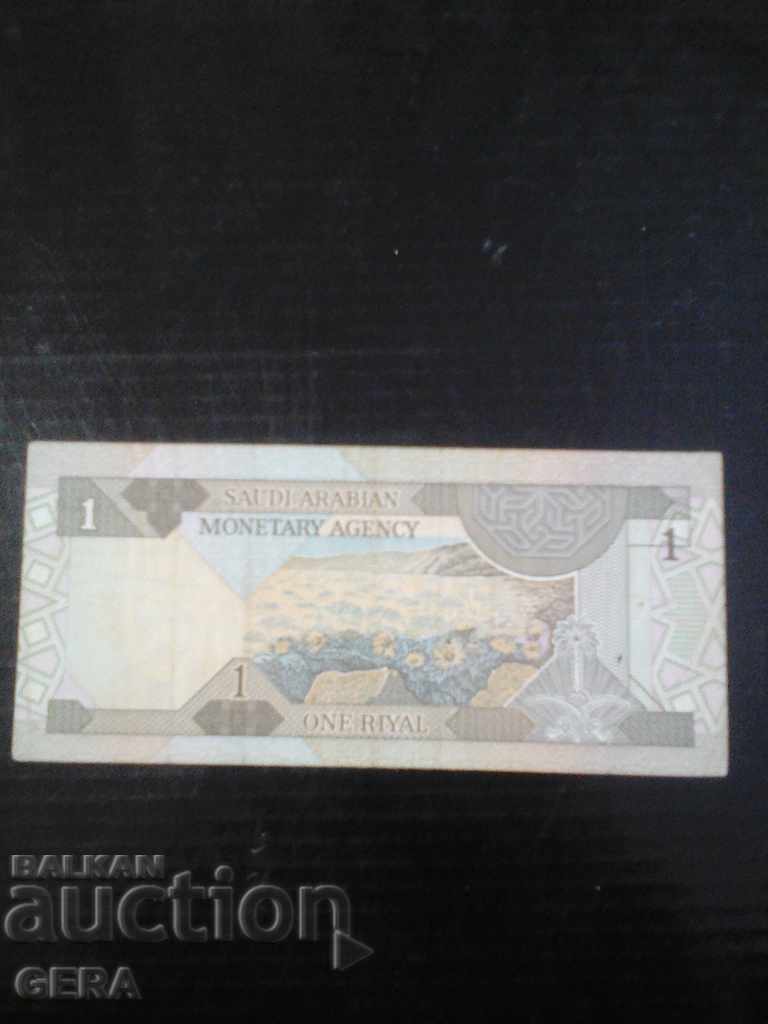 1
SAUDI ARABIAN
MONETARY AGENCY
1
1
ONE RIYAL
BALKAN
auction
GERA